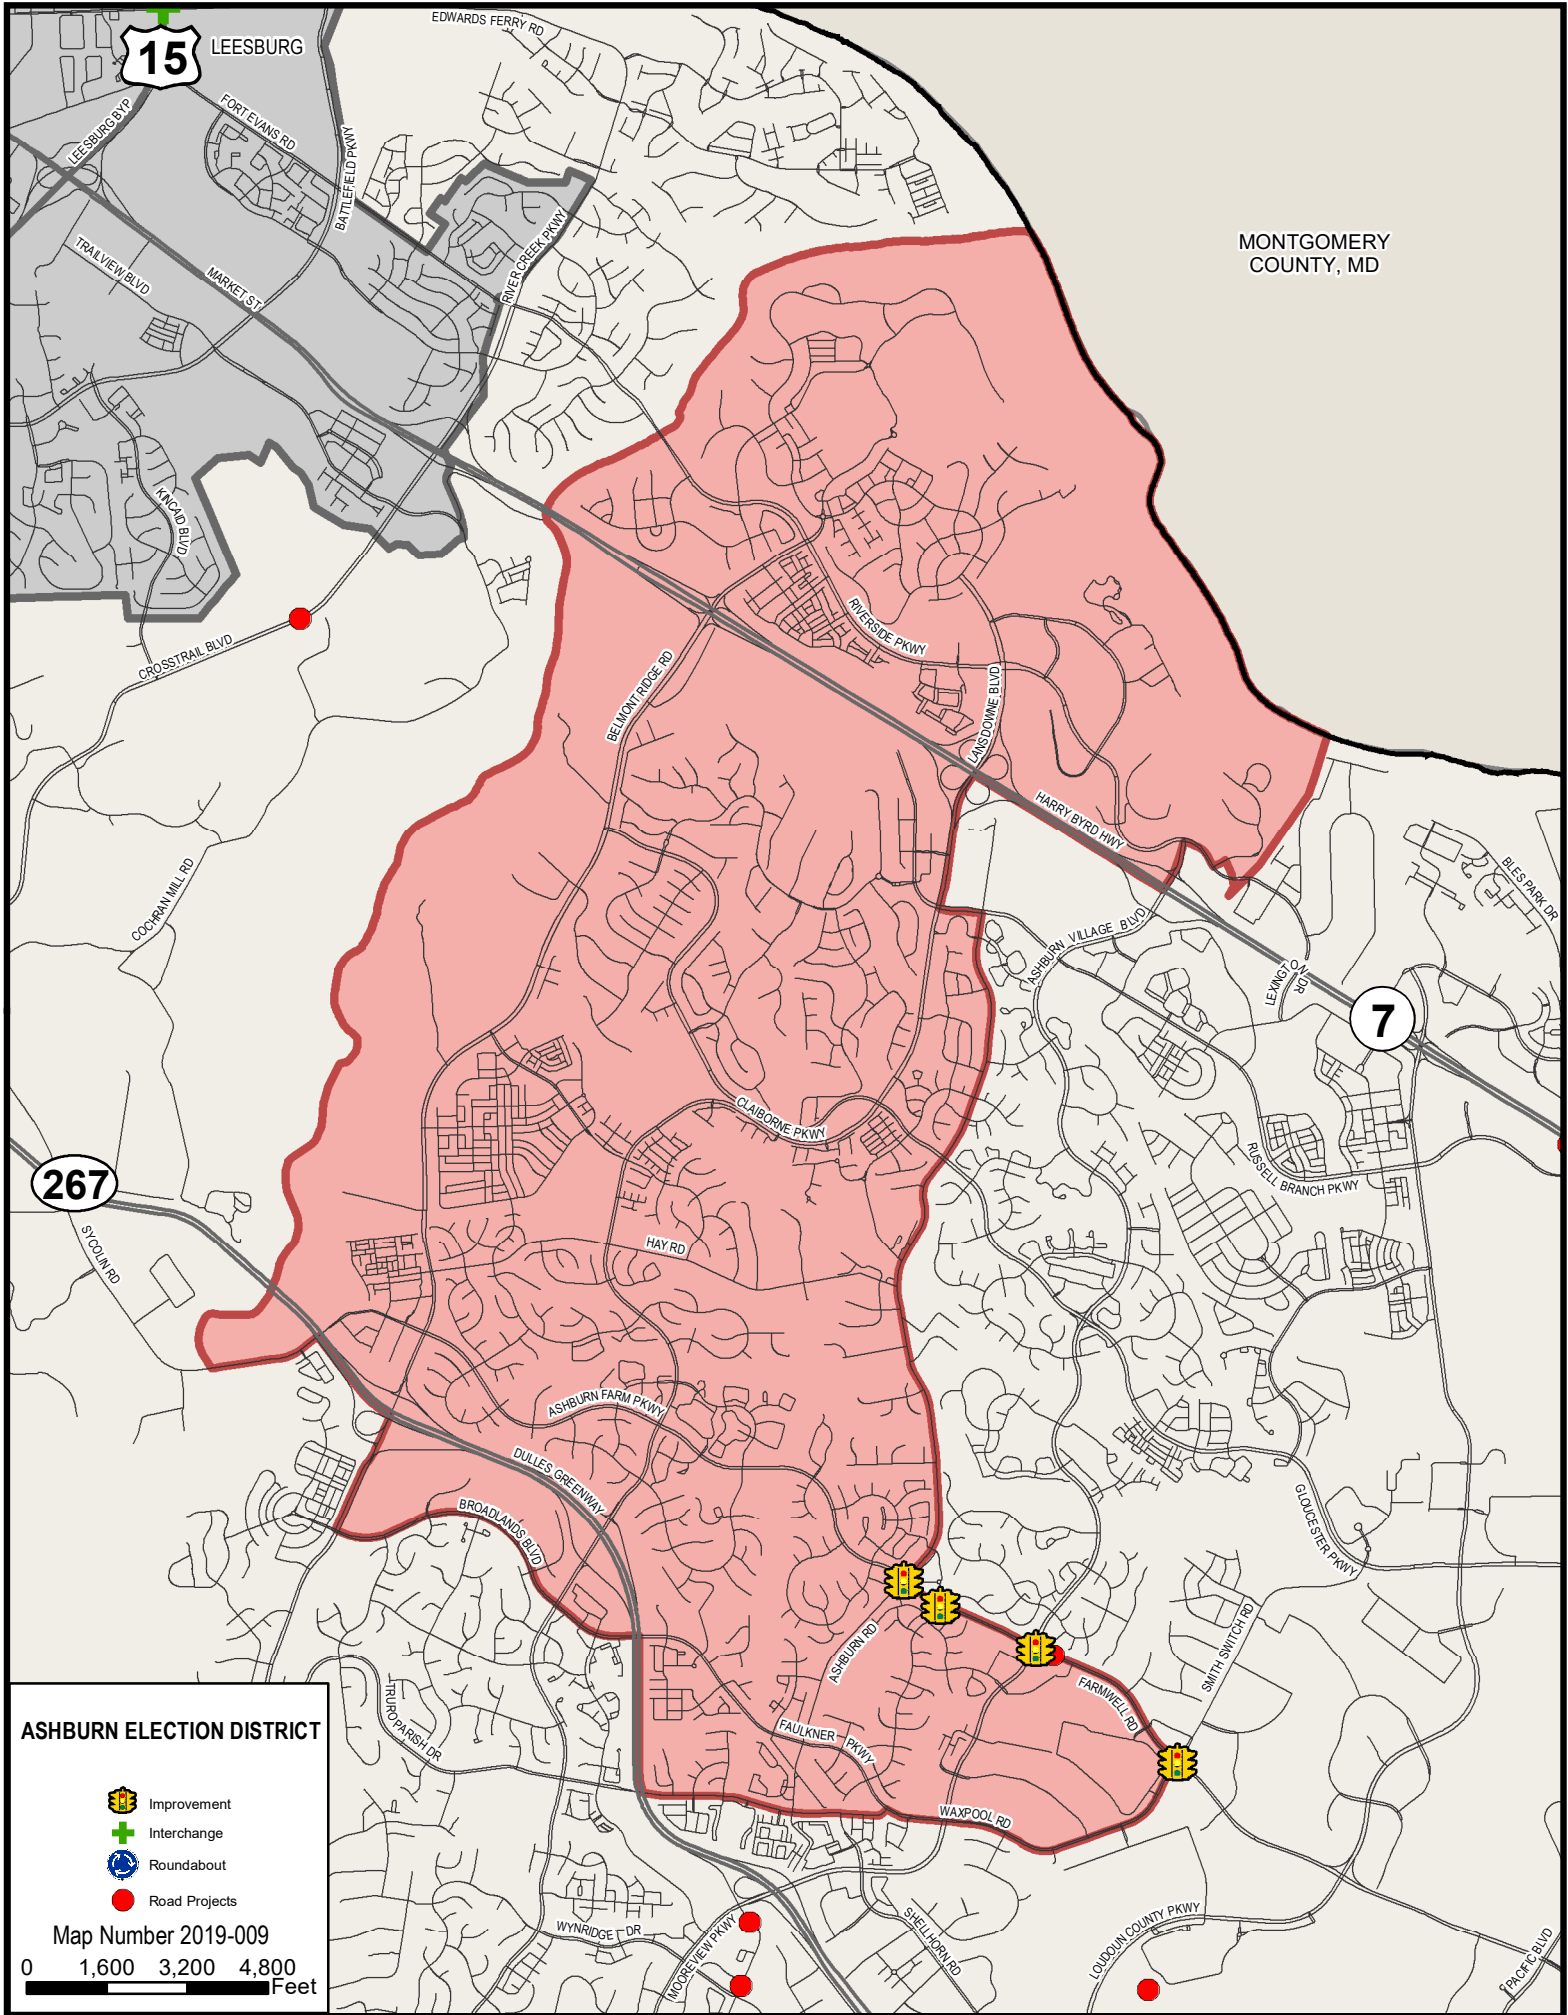 EDWARDS FERRY RD
15
LEESBURG
LEESBURG BYP
FORT EVANS RD
BATTLEFIELD PKWY
RIVER CREEK PKWY
TRAILVIEW BLVD
MARKET ST
MONTGOMERY
COUNTY, MD
KINCAID BLVD
CROSSTRAIL BLVD
RIVERSIDE PKWY
BELMONT RIDGE RD
LANSDOWNE BLVD
HARRY BYRD HWY
COCHRAN MILL RD
BLES PARK DR
ASHBURN VILLAGE BLVD
LEXINGTON DR
7
CLAIBORNE PKWY
RUSSELL BRANCH PKWY
267
SYCOLIN RD
HAY RD
ASHBURN FARM PKWY
DULLES GREENWAY
BROADLANDS BLVD
GLOUCESTER PKWY
ASHBURN RD
SMITH SWITCH RD
FARMWELL RD
TRURO PARISH DR
FAULKNER PKWY
WAXPOOL RD
WYNRIDGE DR
MOOREVIEW PKWY
SHELLHORN RD
LOUDOUN COUNTY PKWY
PACIFIC BLVD
ASHBURN ELECTION DISTRICT
Improvement
Interchange
Roundabout
Road Projects
Map Number 2019-009
0 1,600 3,200 4,800
Feet